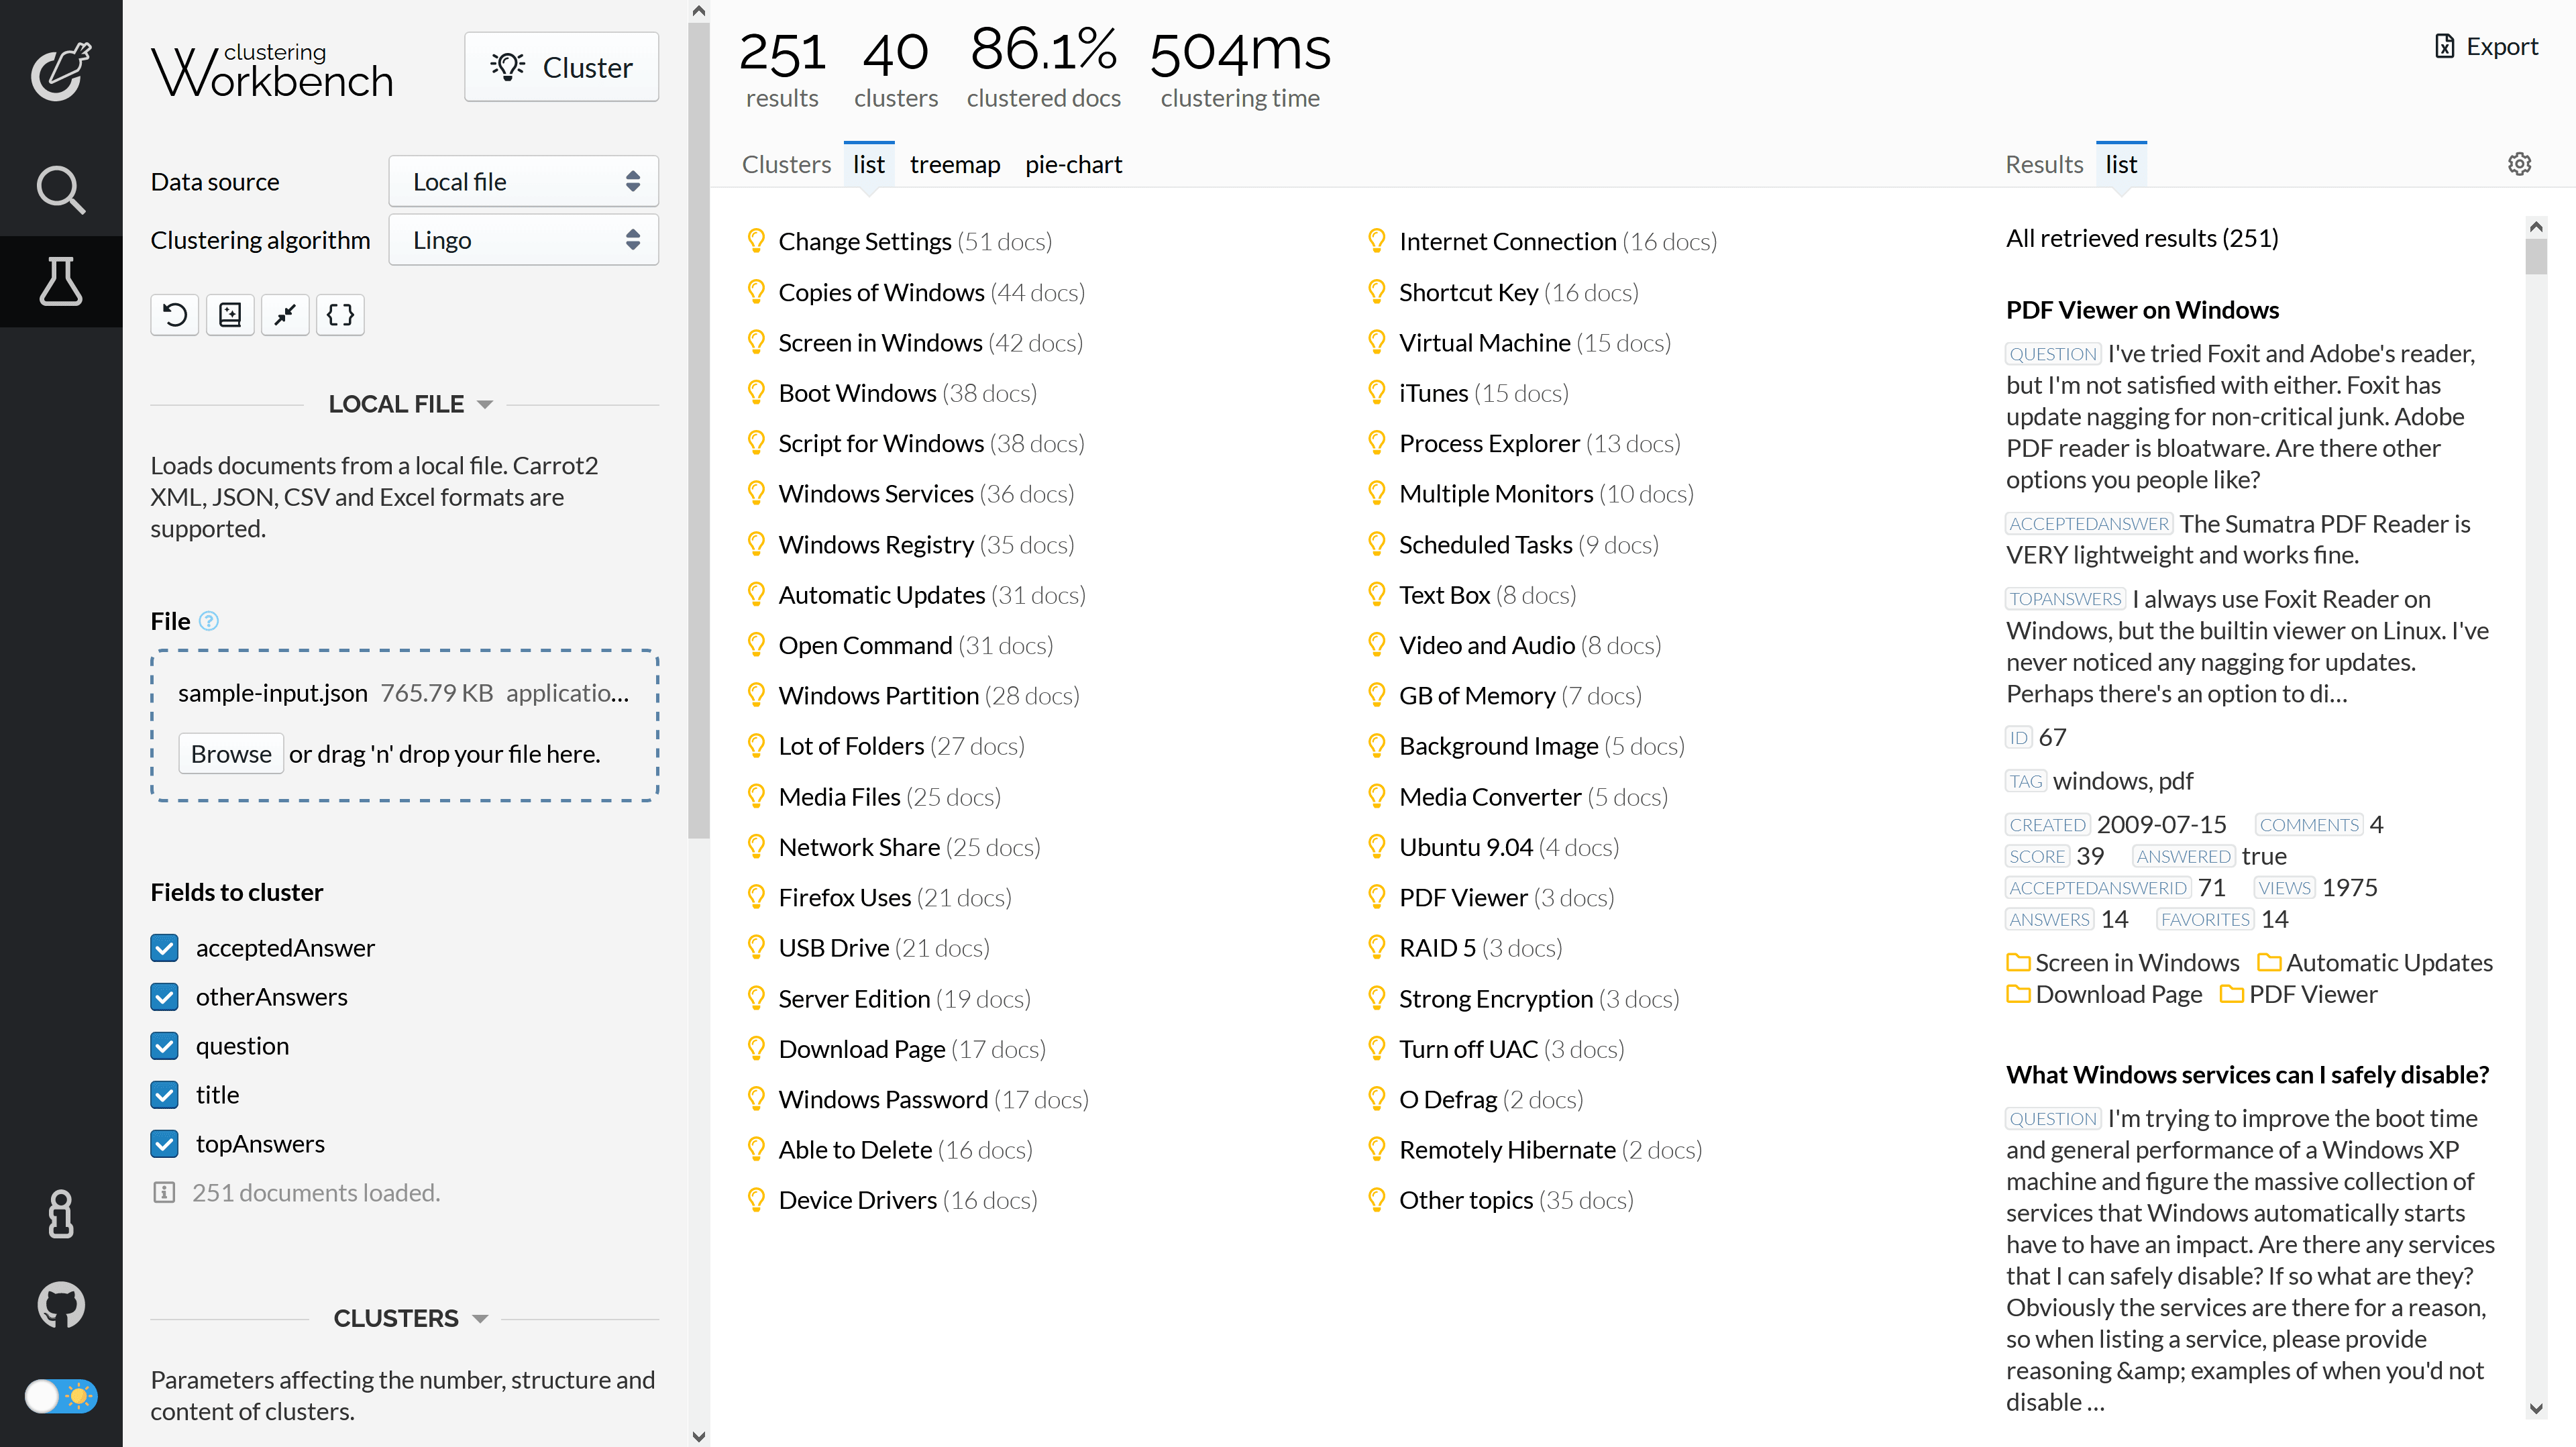 clustering
Workbench
Cluster
Data source
Local file
Clustering algorithm
Lingo
LOCAL FILE
Loads documents from a local file. Carrot2
XML, JSON, CSV and Excel formats are
supported.
File
sample-input.json 765.79 KB applicatio...
Browse or drag 'n' drop your file here.
Fields to cluster
acceptedAnswer
otherAnswers
question
title
topAnswers
251 documents loaded.
CLUSTERS
Parameters affecting the number, structure and
content of clusters.
251 40 86.1% 504ms
results clusters clustered docs clustering time
Export
Clusters list treemap pie-chart
Change Settings (51 docs)
Copies of Windows (44 docs)
Screen in Windows (42 docs)
Boot Windows (38 docs)
Script for Windows (38 docs)
Windows Services (36 docs)
Windows Registry (35 docs)
Automatic Updates (31 docs)
Open Command (31 docs)
Windows Partition (28 docs)
Lot of Folders (27 docs)
Media Files (25 docs)
Network Share (25 docs)
Firefox Uses (21 docs)
USB Drive (21 docs)
Server Edition (19 docs)
Download Page (17 docs)
Windows Password (17 docs)
Able to Delete (16 docs)
Device Drivers (16 docs)
Internet Connection (16 docs)
Shortcut Key (16 docs)
Virtual Machine (15 docs)
iTunes (15 docs)
Process Explorer (13 docs)
Multiple Monitors (10 docs)
Scheduled Tasks (9 docs)
Text Box (8 docs)
Video and Audio (8 docs)
GB of Memory (7 docs)
Background Image (5 docs)
Media Converter (5 docs)
Ubuntu 9.04 (4 docs)
PDF Viewer (3 docs)
RAID 5 (3 docs)
Strong Encryption (3 docs)
Turn off UAC (3 docs)
O Defrag (2 docs)
Remotely Hibernate (2 docs)
Other topics (35 docs)
Results list
All retrieved results (251)
PDF Viewer on Windows
QUESTION I've tried Foxit and Adobe's reader,
but I'm not satisfied with either. Foxit has
update nagging for non-critical junk. Adobe
PDF reader is bloatware. Are there other
options you people like?
ACCEPTEDANSWER The Sumatra PDF Reader is
VERY lightweight and works fine.
TOPANSWERS I always use Foxit Reader on
Windows, but the builtin viewer on Linux. I've
never noticed any nagging for updates.
Perhaps there's an option to di...
ID 67
TAG windows, pdf
CREATED 2009-07-15 COMMENTS 4
SCORE 39 ANSWERED true
ACCEPTEDANSWERID 71 VIEWS 1975
ANSWERS 14 FAVORITES 14
Screen in Windows Automatic Updates
Download Page PDF Viewer
What Windows services can I safely disable?
QUESTION I'm trying to improve the boot time
and general performance of a Windows XP
machine and figure the massive collection of
services that Windows automatically starts
have to have an impact. Are there any services
that I can safely disable? If so what are they?
Obviously the services are there for a reason,
so when listing a service, please provide
reasoning &amp; examples of when you'd not
disable ...